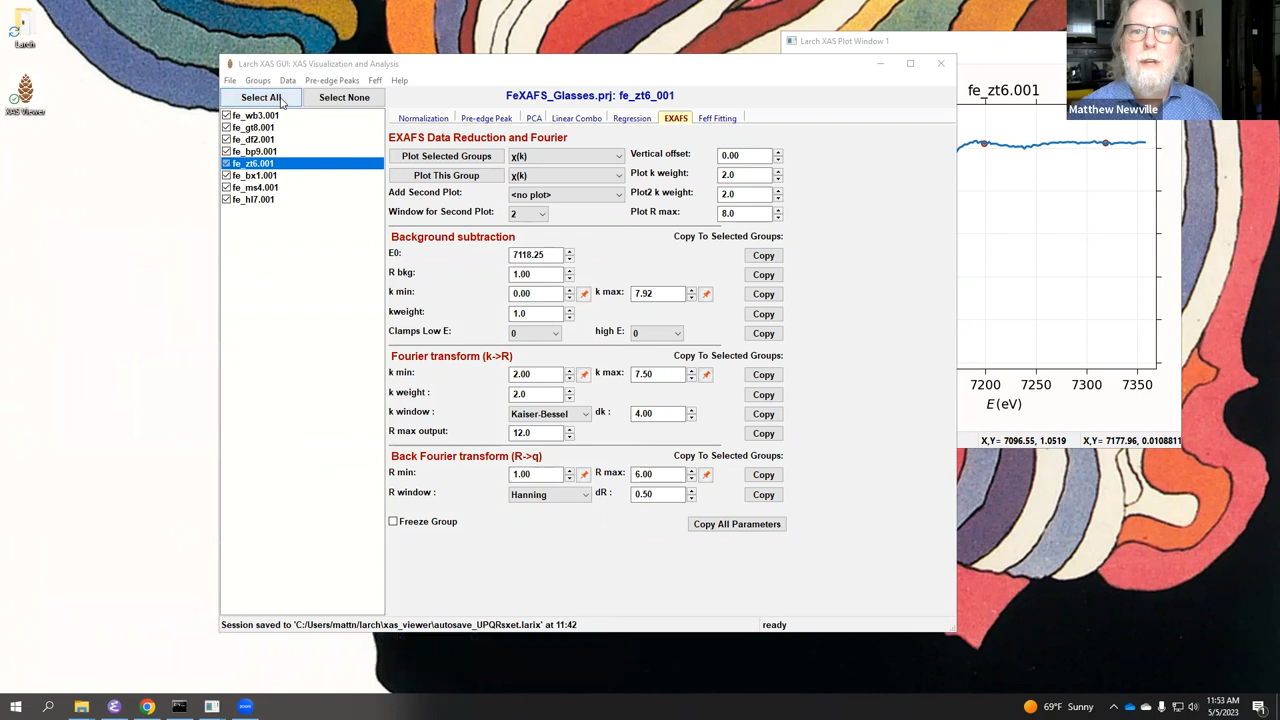 Larch
XAS Viewer
Larch XAS GUI: XAS Visualization and Analysis
File Groups Data Pre-edge Peaks Feff Help
Select All Select None
fe_wb3.001
fe_gt8.001
fe_df2.001
fe_bp9.001
fe_zt6.001
fe_bx1.001
fe_ms4.001
fe_hl7.001
FeXAFS_Glasses.prj: fe_zt6_001
Normalization Pre-edge Peak PCA Linear Combo Regression EXAFS Feff Fitting
EXAFS Data Reduction and Fourier
Plot Selected Groups χ(k) Vertical offset: 0.00
Plot This Group χ(k) Plot k weight: 2.0
Add Second Plot: <no plot> Plot2 k weight: 2.0
Window for Second Plot: 2 Plot R max: 8.0
Background subtraction Copy To Selected Groups:
E0: 7118.25 Copy
R bkg: 1.00 Copy
k min: 0.00 k max: 7.92 Copy
kweight: 1.0 Copy
Clamps Low E: 0 high E: 0 Copy
Fourier transform (k->R) Copy To Selected Groups:
k min: 2.00 k max: 7.50 Copy
k weight : 2.0 Copy
k window : Kaiser-Bessel dk : 4.00 Copy
R max output: 12.0 Copy
Back Fourier transform (R->q) Copy To Selected Groups:
R min: 1.00 R max: 6.00 Copy
R window : Hanning dR : 0.50 Copy
Freeze Group Copy All Parameters
Session saved to 'C:/Users/mattn/larch\xas_viewer\autosave_UPQRsxet.larix' at 11:42 ready
Larch XAS Plot Window 1
fe_zt6.001
7200 7250 7300 7350
E (eV)
X,Y= 7096.55, 1.0519 X,Y= 7177.96, 0.0108811
Matthew Newville
69°F Sunny
11:53 AM
5/5/2023
1